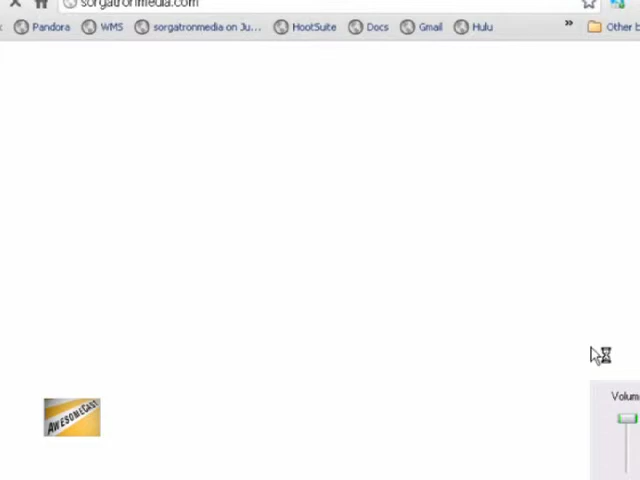 sorgatronmedia.com
Pandora WMS sorgatronmedia on Ju... HootSuite Docs Gmail Hulu » Other b
Volum
AWESOMECAST